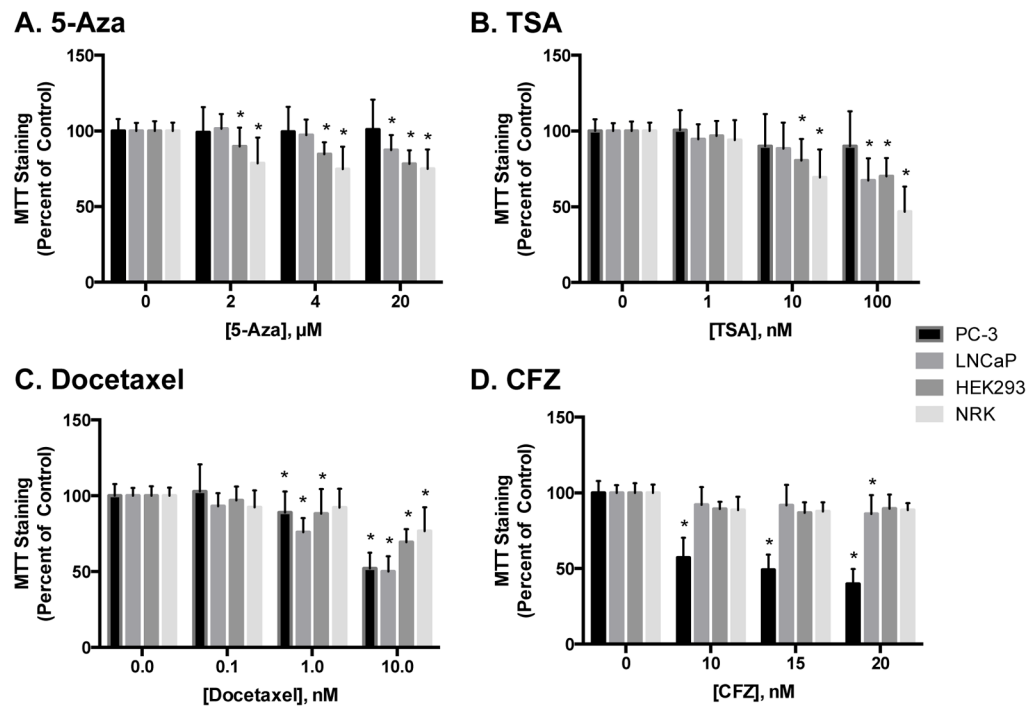 A. 5-Aza
150
100
50
0
MTT Staining
(Percent of Control)
* * * * * * *
0 2 4 20
[5-Aza], µM
B. TSA
150
100
50
0
MTT Staining
(Percent of Control)
* * * * *
0 1 10 100
[TSA], nM
PC-3
LNCaP
HEK293
NRK
C. Docetaxel
150
100
50
0
MTT Staining
(Percent of Control)
* * * * * * *
0.0 0.1 1.0 10.0
[Docetaxel], nM
D. CFZ
150
100
50
0
MTT Staining
(Percent of Control)
* * * *
0 10 15 20
[CFZ], nM